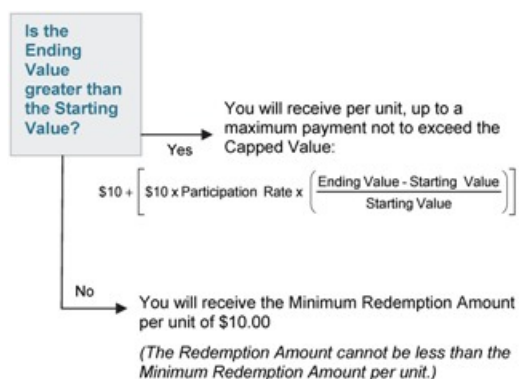 Is the
Ending
Value
greater than
the Starting
Value?
Yes
You will receive per unit, up to a
maximum payment not to exceed the
Capped Value:
$10 + [ $10 x Participation Rate x ( Ending Value - Starting Value / Starting Value ) ]
No
You will receive the Minimum Redemption Amount
per unit of $10.00
(The Redemption Amount cannot be less than the
Minimum Redemption Amount per unit.)